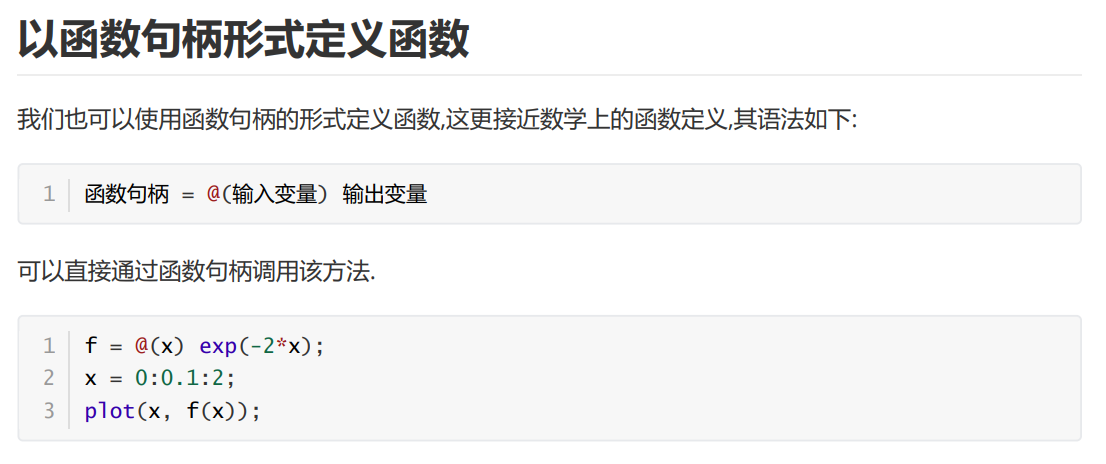 以函数句柄形式定义函数
我们也可以使用函数句柄的形式定义函数,这更接近数学上的函数定义,其语法如下:
1 函数句柄 = @(输入变量) 输出变量
可以直接通过函数句柄调用该方法.
1 f = @(x) exp(-2*x);
2 x = 0:0.1:2;
3 plot(x, f(x));